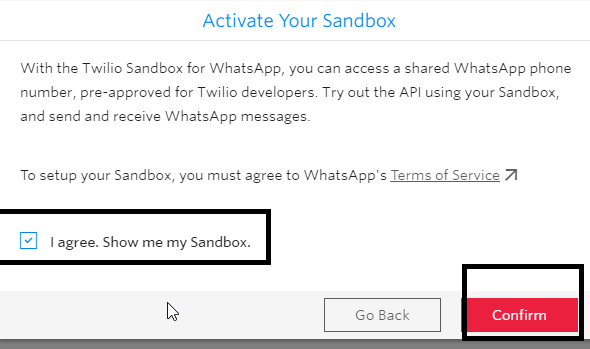 Activate Your Sandbox
With the Twilio Sandbox for WhatsApp, you can access a shared WhatsApp phone
number, pre-approved for Twilio developers. Try out the API using your Sandbox,
and send and receive WhatsApp messages.
To setup your Sandbox, you must agree to WhatsApp's Terms of Service
I agree. Show me my Sandbox.
Go Back
Confirm